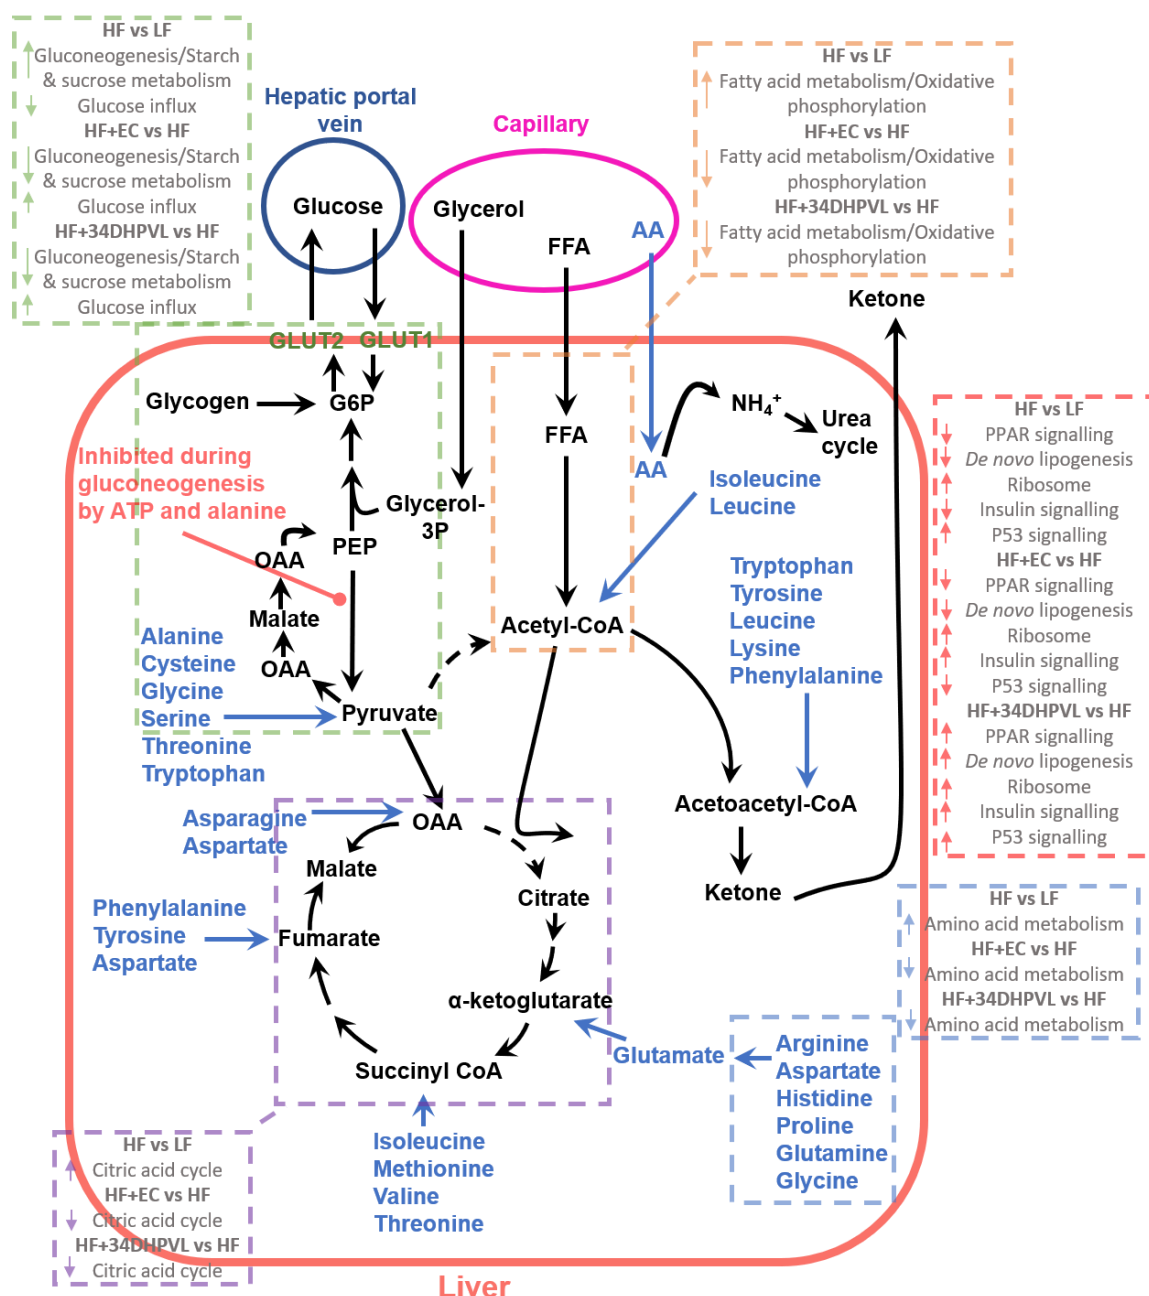 HF vs LF
Gluconeogenesis/Starch
& sucrose metabolism
Glucose influx
HF+EC vs HF
Gluconeogenesis/Starch
& sucrose metabolism
Glucose influx
HF+34DHPVL vs HF
Gluconeogenesis/Starch
& sucrose metabolism
Glucose influx
Hepatic portal
vein
Glucose
Capillary
Glycerol
FFA
AA
HF vs LF
Fatty acid metabolism/Oxidative
phosphorylation
HF+EC vs HF
Fatty acid metabolism/Oxidative
phosphorylation
HF+34DHPVL vs HF
Fatty acid metabolism/Oxidative
phosphorylation
Ketone
GLUT2
GLUT1
Glycogen
G6P
Inhibited during
gluconeogenesis
by ATP and alanine
Glycerol-
3P
PEP
OAA
Malate
OAA
Pyruvate
Alanine
Cysteine
Glycine
Serine
Threonine
Tryptophan
FFA
AA
NH4+
Urea
cycle
Isoleucine
Leucine
Acetyl-CoA
Tryptophan
Tyrosine
Leucine
Lysine
Phenylalanine
Acetoacetyl-CoA
Ketone
HF vs LF
PPAR signalling
De novo lipogenesis
Ribosome
Insulin signalling
P53 signalling
HF+EC vs HF
PPAR signalling
De novo lipogenesis
Ribosome
Insulin signalling
P53 signalling
HF+34DHPVL vs HF
PPAR signalling
De novo lipogenesis
Ribosome
Insulin signalling
P53 signalling
Asparagine
Aspartate
OAA
Malate
Citrate
Phenylalanine
Tyrosine
Aspartate
Fumarate
α-ketoglutarate
Succinyl CoA
Glutamate
Arginine
Aspartate
Histidine
Proline
Glutamine
Glycine
HF vs LF
Amino acid metabolism
HF+EC vs HF
Amino acid metabolism
HF+34DHPVL vs HF
Amino acid metabolism
Isoleucine
Methionine
Valine
Threonine
HF vs LF
Citric acid cycle
HF+EC vs HF
Citric acid cycle
HF+34DHPVL vs HF
Citric acid cycle
Liver